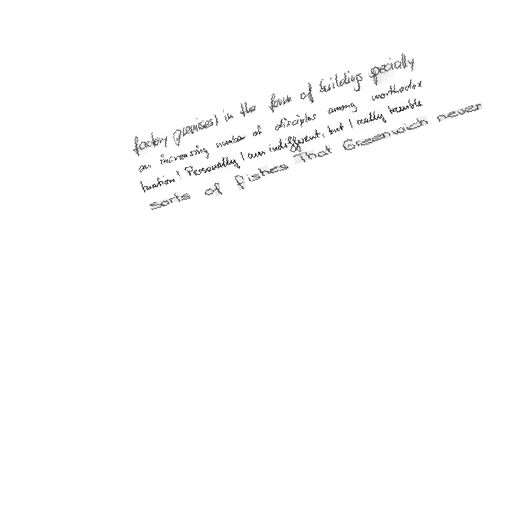 factory premises) in the form of buildings specially
an increasing number of disciples among unorthodox
tuation! Personally, I am indifferent, but I really tremble
sorts of fishes That Greenwich never